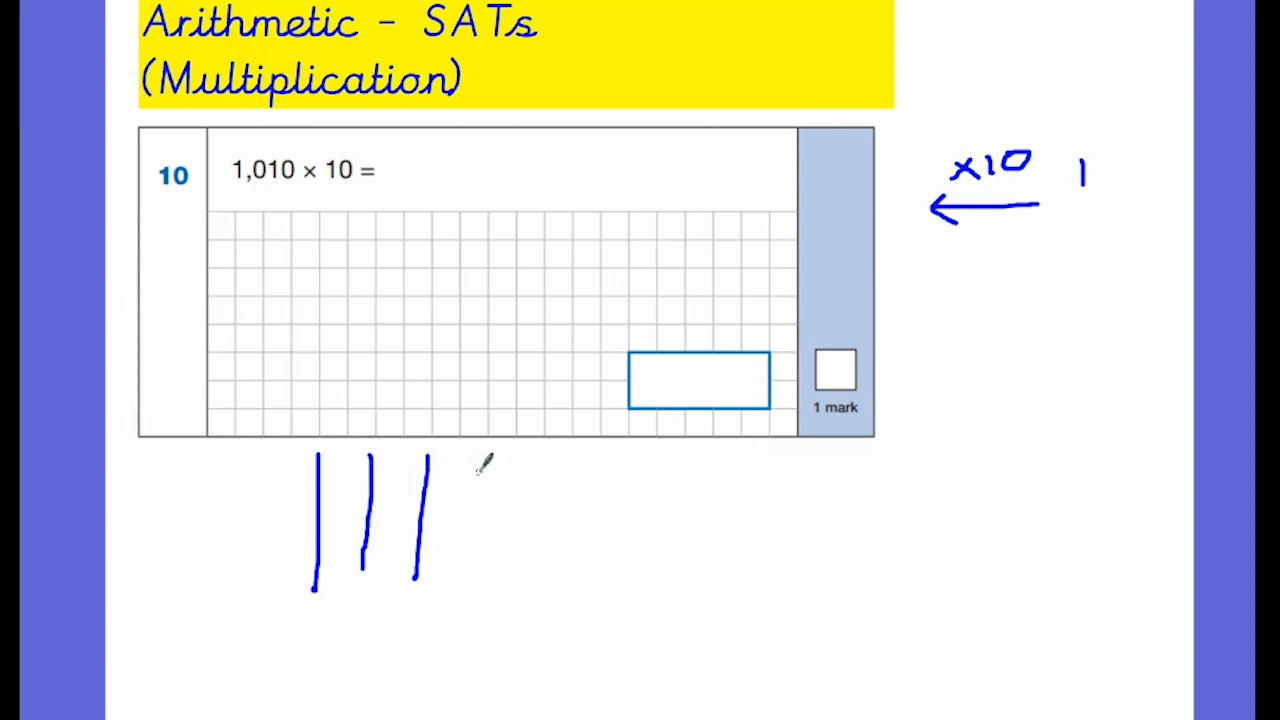 Arithmetic - SATs
(Multiplication)
10
1,010 × 10 =
1 mark
×10 1